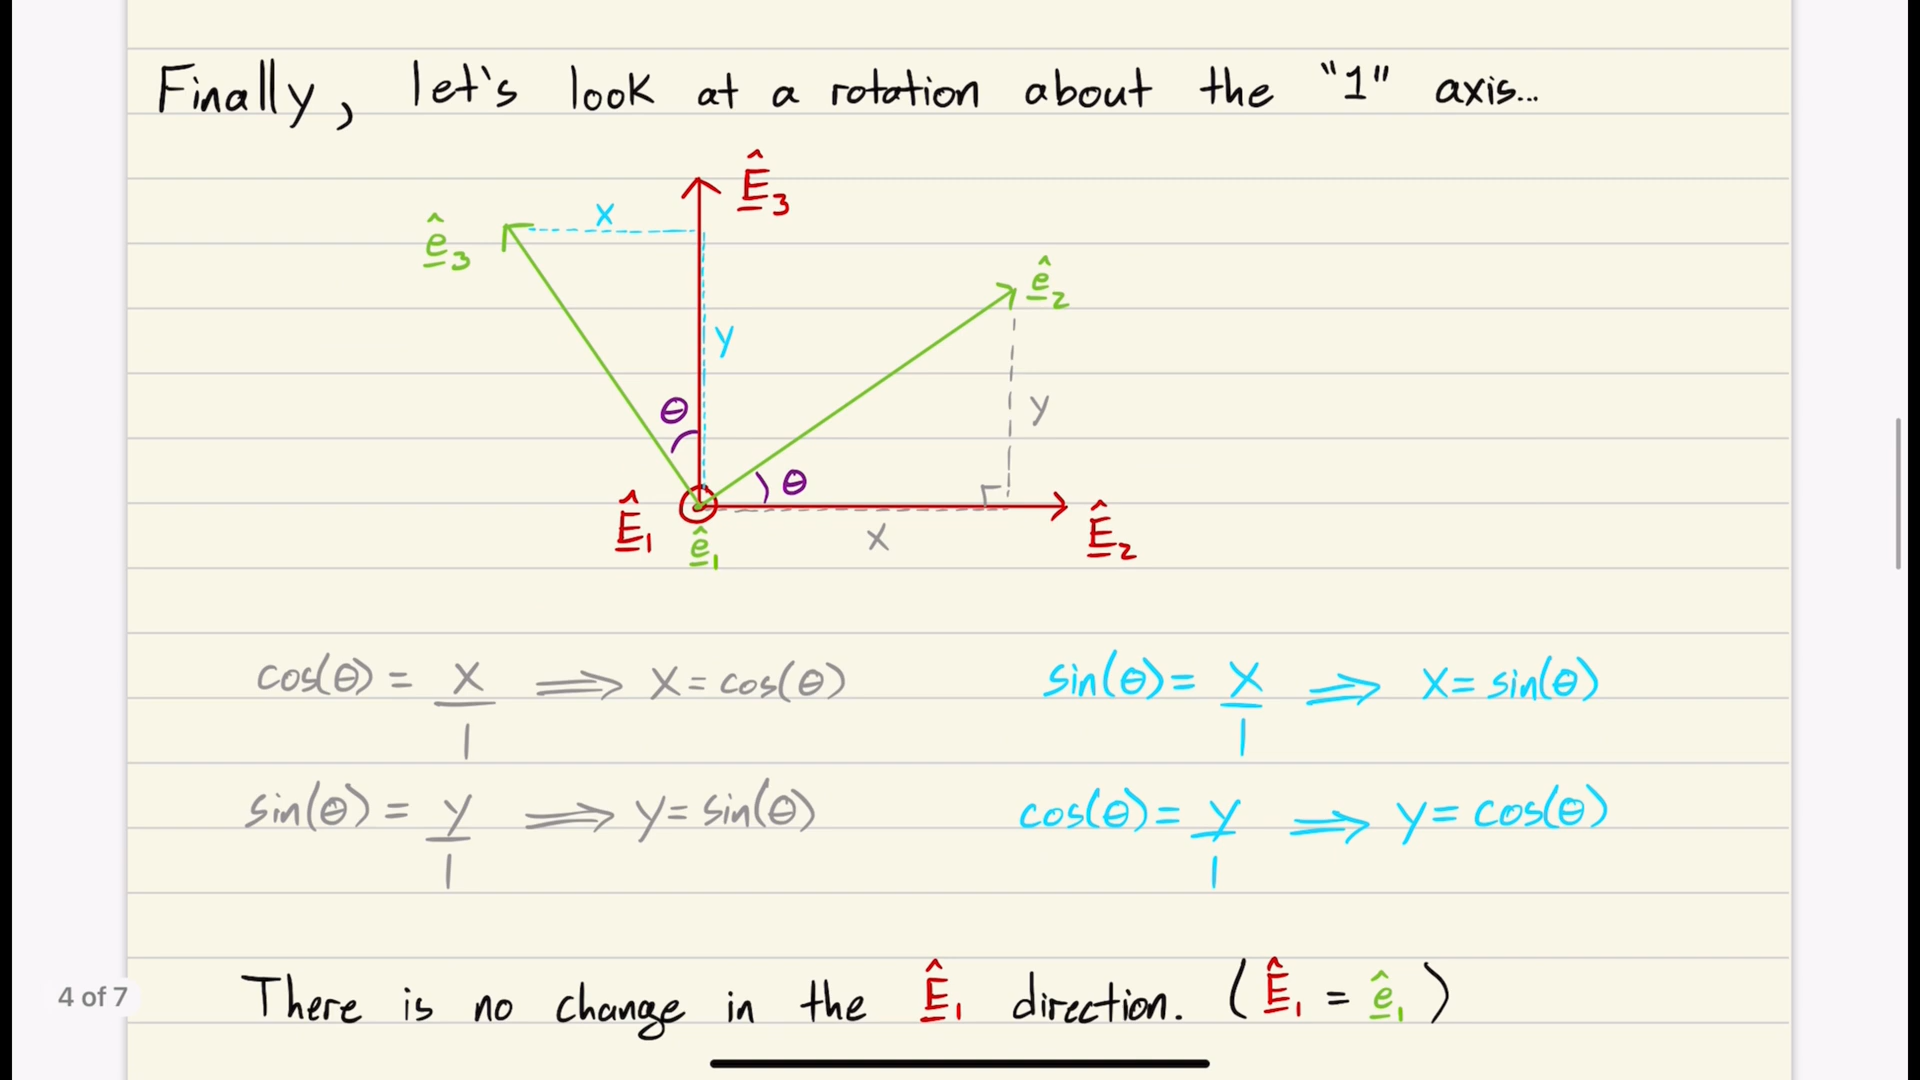 Finally, let's look at a rotation about the "1" axis...
Ê₃
x
ê₃
ê₂
y
θ
y
θ
Ê₁
ê₁
x
Ê₂
cos(θ) = x/1 ⟹ x = cos(θ)
sin(θ) = x/1 ⟹ x = sin(θ)
sin(θ) = y/1 ⟹ y = sin(θ)
cos(θ) = y/1 ⟹ y = cos(θ)
There is no change in the Ê₁ direction. (Ê₁ = ê₁)
4 of 7